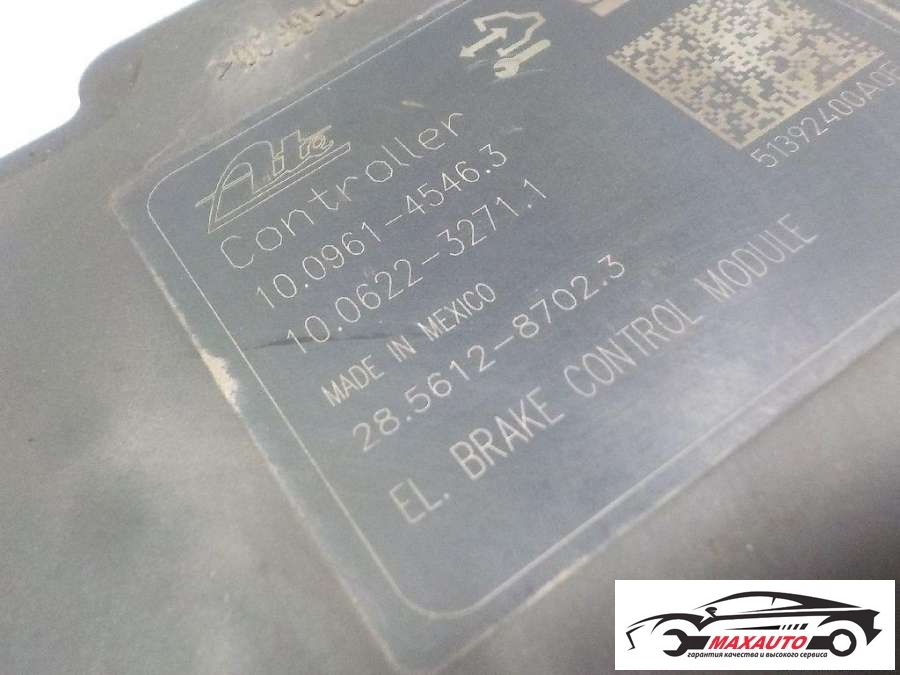 Ate
Controller
10.0961-4546.3
10.0622-3271.1
MADE IN MEXICO
28.5612-8702.3
EL. BRAKE CONTROL MODULE
51392400A0F
MAXAUTO
гарантия качества и высокого сервиса